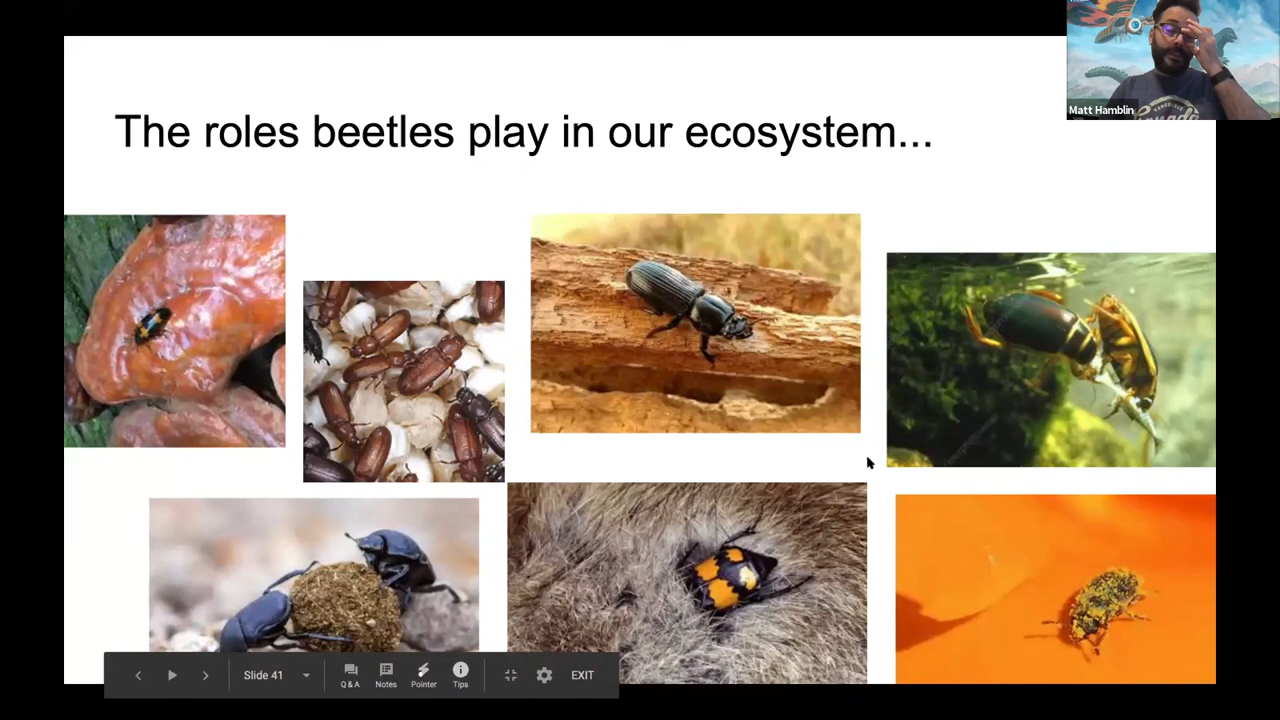 Matt Hamblin
The roles beetles play in our ecosystem...
Slide 41
Q & A
Notes
Pointer
Tips
EXIT